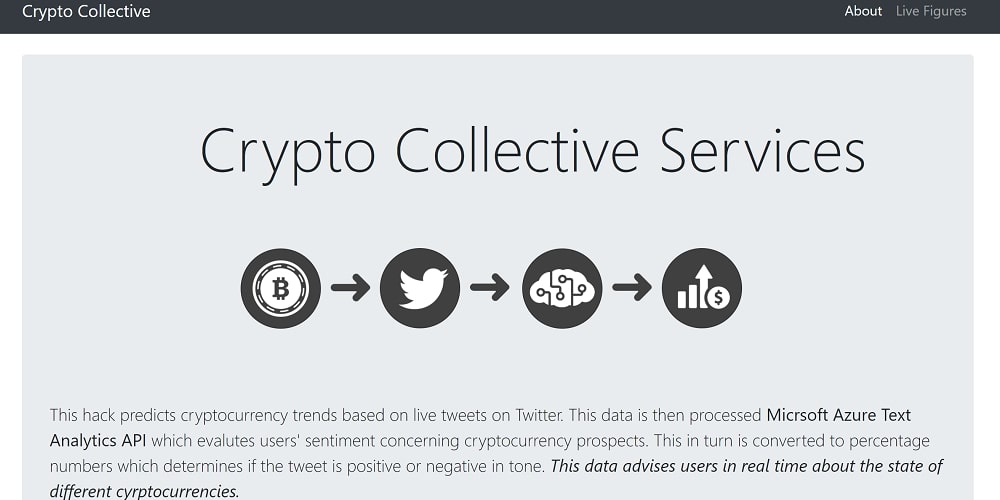 Crypto Collective
About Live Figures
Crypto Collective Services
This hack predicts cryptocurrency trends based on live tweets on Twitter. This data is then processed Micrsoft Azure Text
Analytics API which evalutes users' sentiment concerning cryptocurrency prospects. This in turn is converted to percentage
numbers which determines if the tweet is positive or negative in tone. This data advises users in real time about the state of
different cyrptocurrencies.